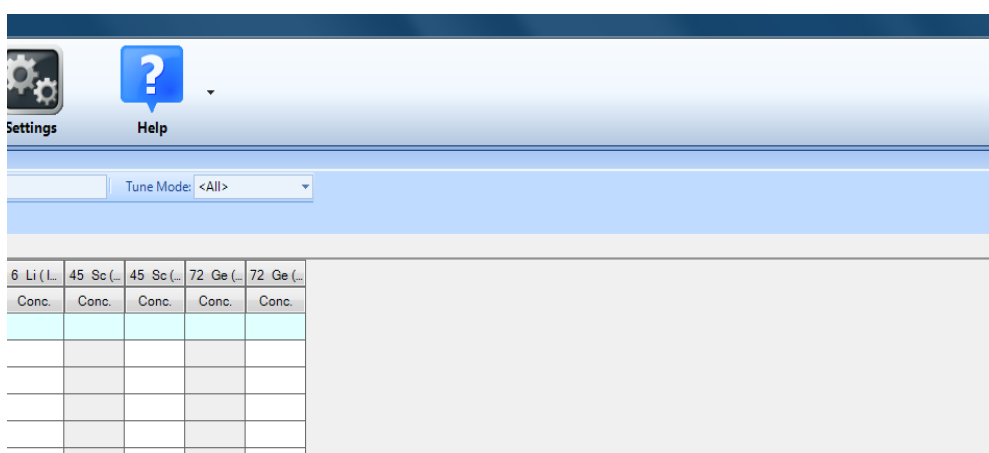 ?
Settings
Help
Tune Mode: <All>
6 Li ( I... 45 Sc (... 45 Sc (... 72 Ge (... 72 Ge (...
Conc. Conc. Conc. Conc. Conc.